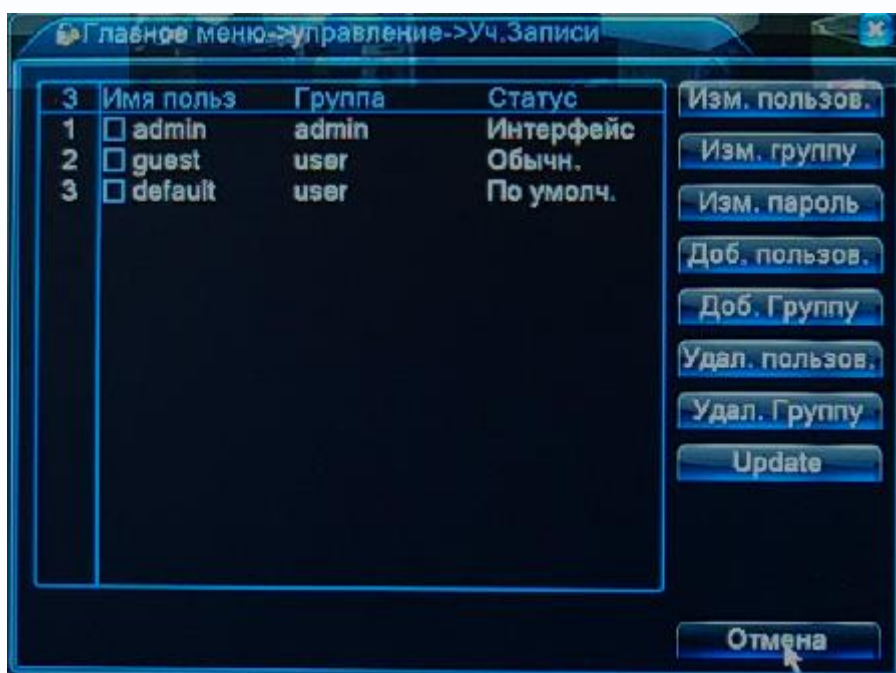 Главное меню->управление->Уч.Записи
3 Имя польз Группа Статус
1 admin admin Интерфейс
2 guest user Обычн.
3 default user По умолч.
Изм. пользов.
Изм. группу
Изм. пароль
Доб. пользов.
Доб. Группу
Удал. пользов.
Удал. Группу
Update
Отмена